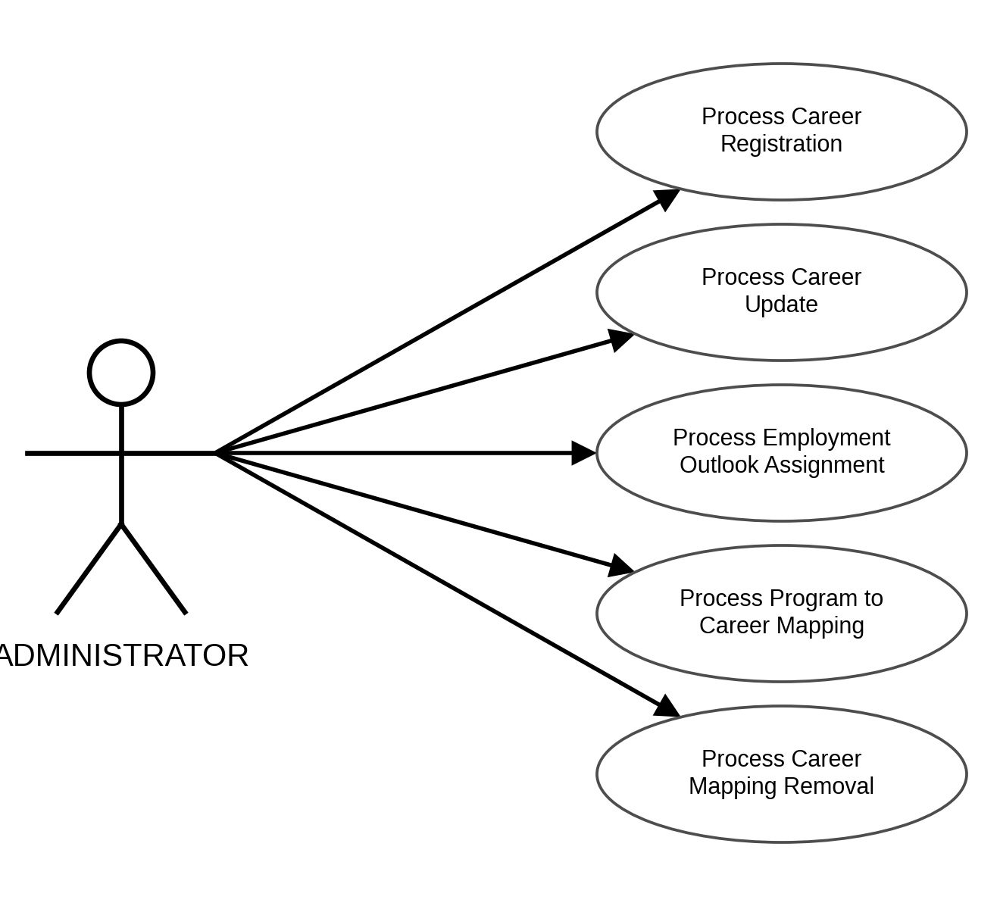 Process Career
Registration
Process Career
Update
Process Employment
Outlook Assignment
Process Program to
Career Mapping
ADMINISTRATOR
Process Career
Mapping Removal